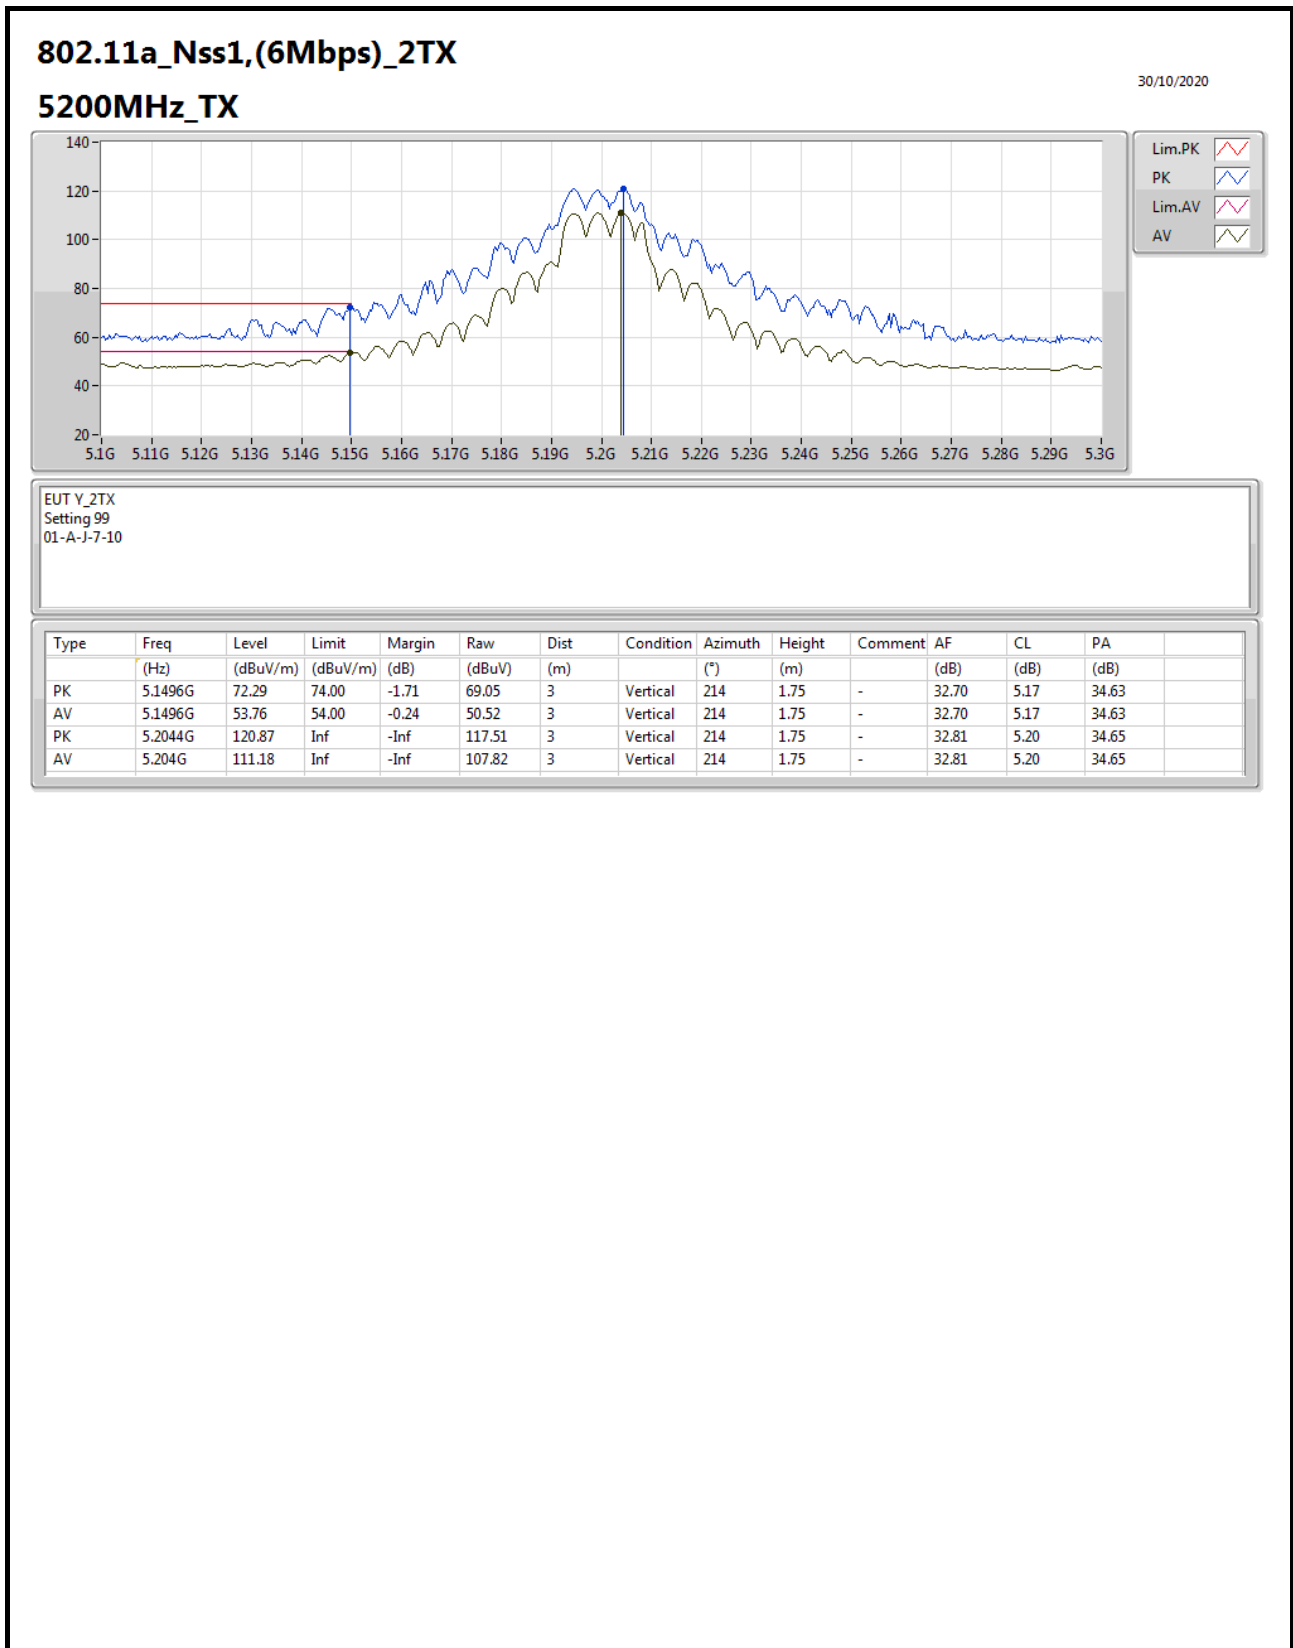 802.11a_Nss1,(6Mbps)_2TX
30/10/2020
5200MHz_TX
140
120
100
80
60
40
20
5.1G 5.11G 5.12G 5.13G 5.14G 5.15G 5.16G 5.17G 5.18G 5.19G 5.2G 5.21G 5.22G 5.23G 5.24G 5.25G 5.26G 5.27G 5.28G 5.29G 5.3G
Lim.PK
PK
Lim.AV
AV
EUT Y_2TX
Setting 99
01-A-J-7-10
Type Freq Level Limit Margin Raw Dist Condition Azimuth Height Comment AF CL PA
(Hz) (dBuV/m) (dBuV/m) (dB) (dBuV) (m) (°) (m) (dB) (dB) (dB)
PK 5.1496G 72.29 74.00 -1.71 69.05 3 Vertical 214 1.75 - 32.70 5.17 34.63
AV 5.1496G 53.76 54.00 -0.24 50.52 3 Vertical 214 1.75 - 32.70 5.17 34.63
PK 5.2044G 120.87 Inf -Inf 117.51 3 Vertical 214 1.75 - 32.81 5.20 34.65
AV 5.204G 111.18 Inf -Inf 107.82 3 Vertical 214 1.75 - 32.81 5.20 34.65